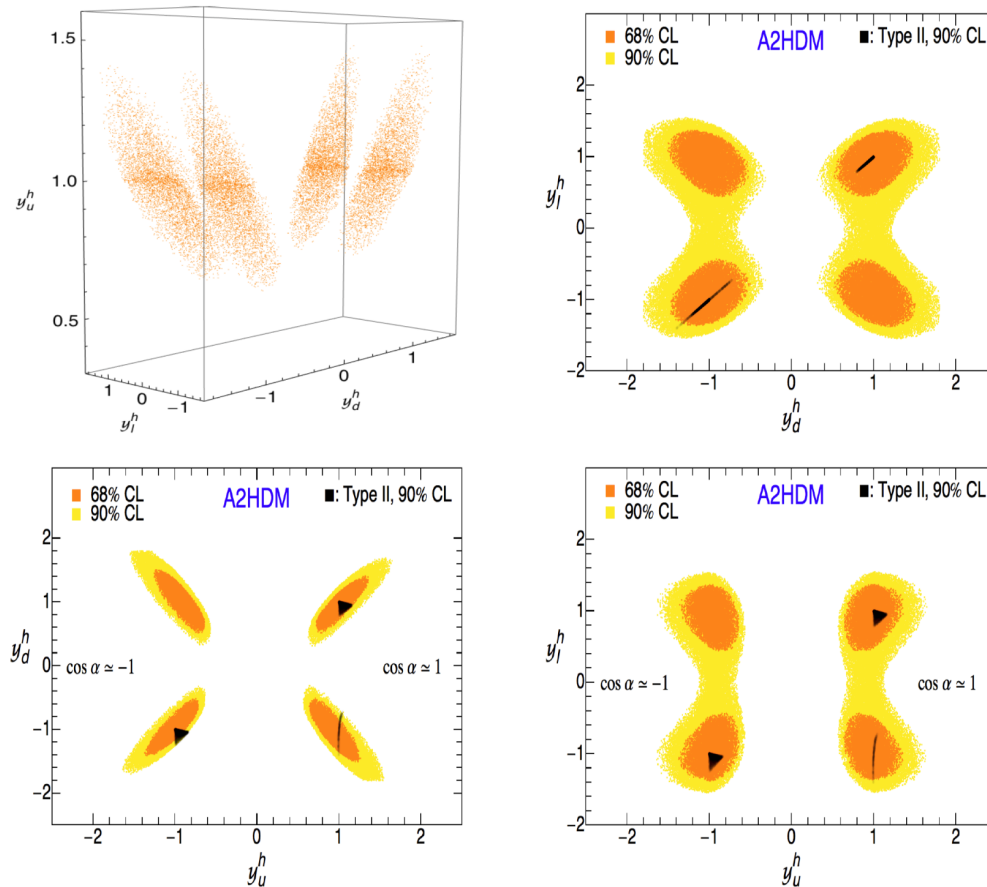 1.5
1.0
0.5
y_u^h
1 0 -1
y_l^h
-1 0 1
y_d^h
68% CL A2HDM ■: Type II, 90% CL
90% CL
2
1
0
-1
-2
y_l^h
-2 -1 0 1 2
y_d^h
68% CL A2HDM ■: Type II, 90% CL
90% CL
2
1
0
-1
-2
y_d^h
cos α ≃ -1 cos α ≃ 1
-2 -1 0 1 2
y_u^h
68% CL A2HDM ■: Type II, 90% CL
90% CL
2
1
0
-1
-2
y_l^h
cos α ≃ -1 cos α ≃ 1
-2 -1 0 1 2
y_u^h